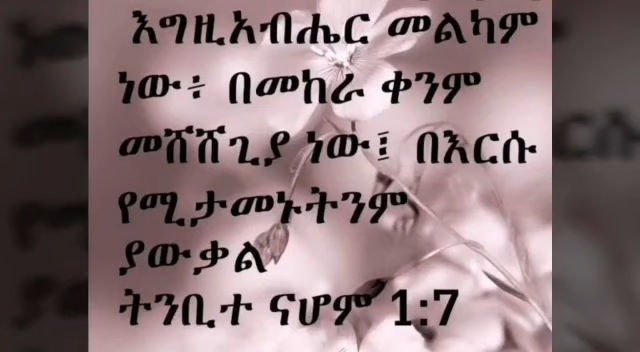 እግዚአብሔር መልካም
ነው፥ በመከራ ቀንም
መሸሸጊያ ነው፤ በእርሱ
የሚታመኑትንም
ያውቃል
ትንቢተ ናሆም 1:7